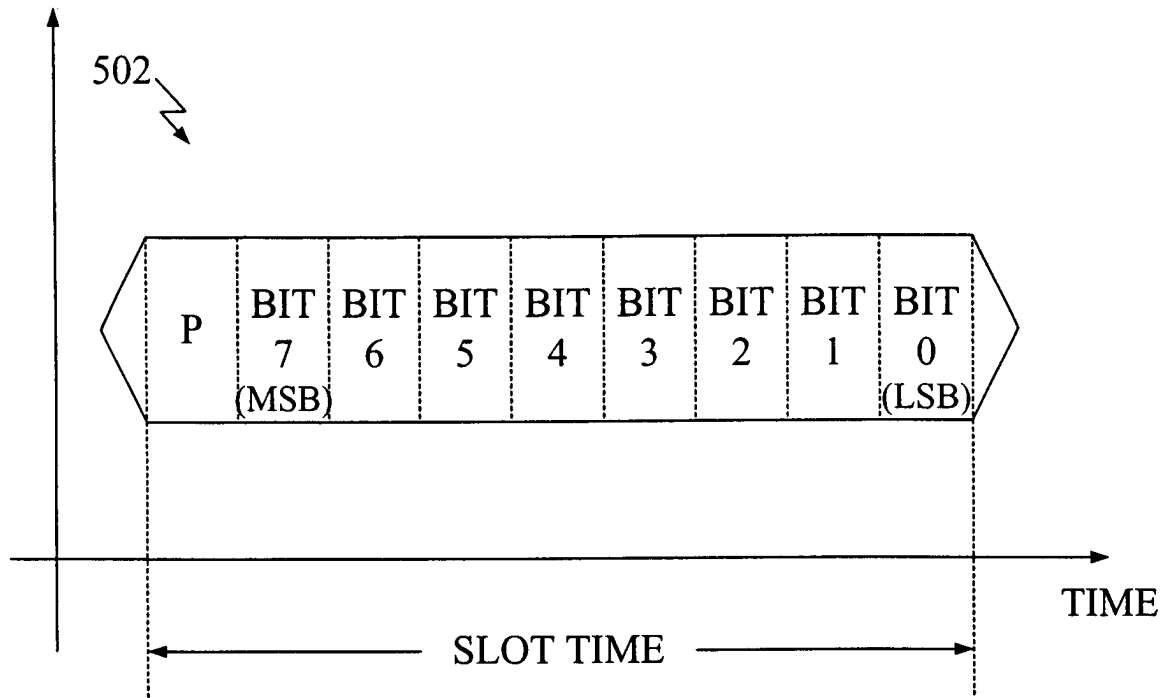 502
P
BIT 7 (MSB)
BIT 6
BIT 5
BIT 4
BIT 3
BIT 2
BIT 1
BIT 0 (LSB)
TIME
SLOT TIME